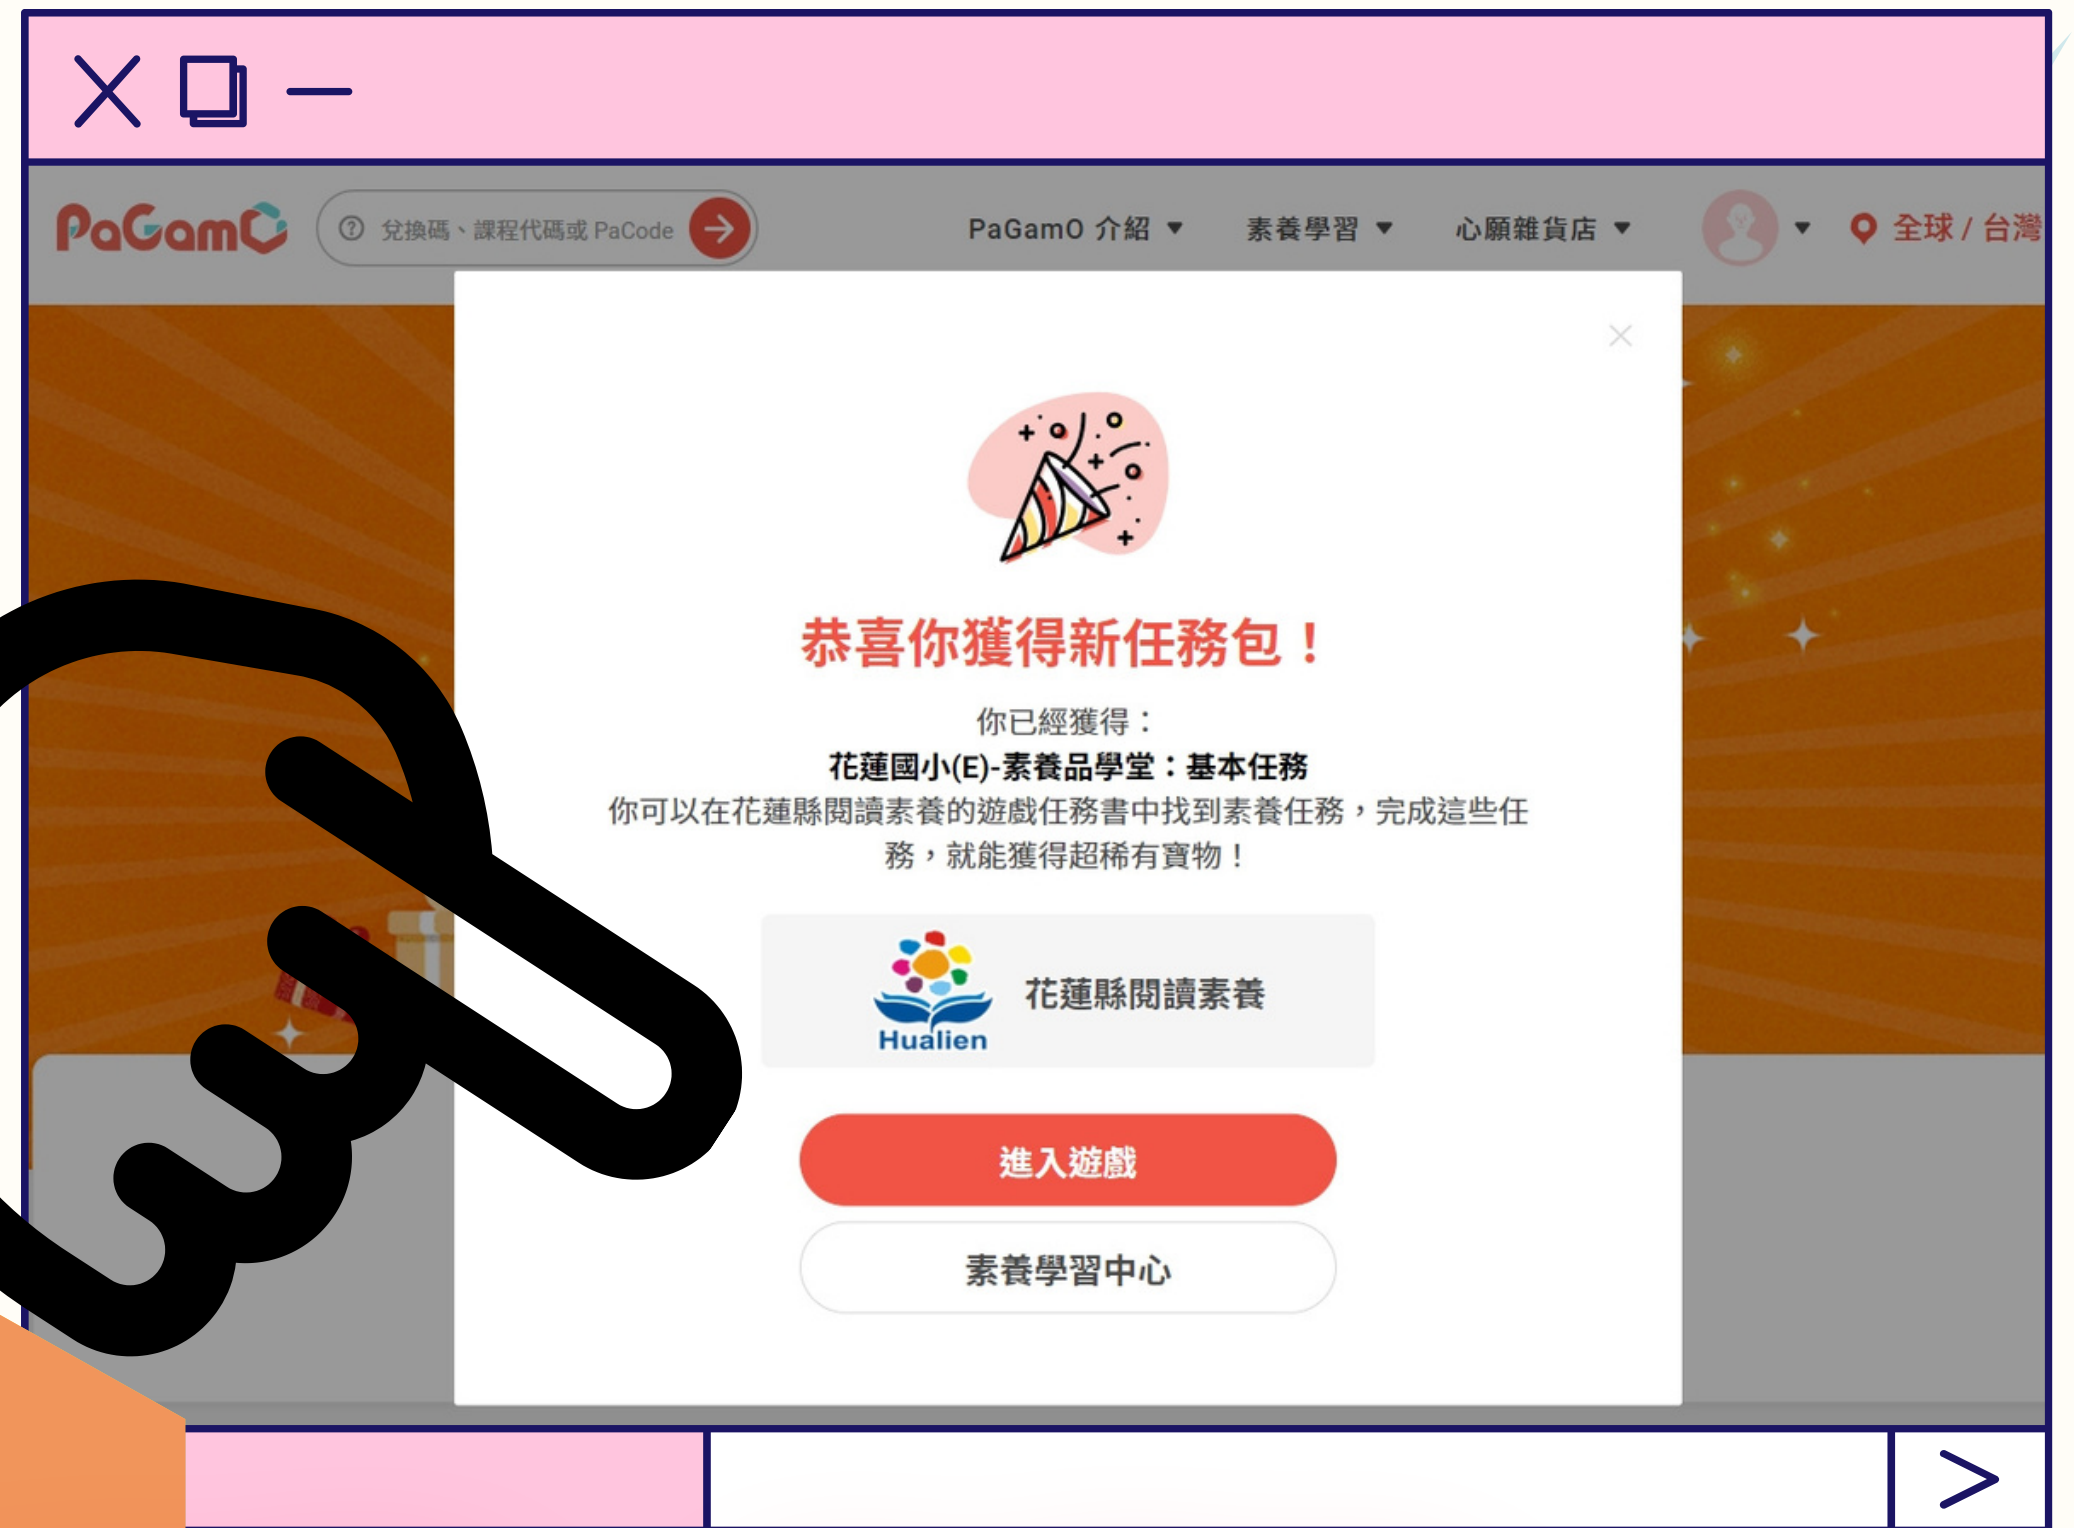 PaGamO
兌換碼、課程代碼或 PaCode
PaGamO 介紹
素養學習
心願雜貨店
全球 / 台灣
恭喜你獲得新任務包！
你已經獲得：
花蓮國小(E)-素養品學堂：基本任務
你可以在花蓮縣閱讀素養的遊戲任務書中找到素養任務，完成這些任
務，就能獲得超稀有寶物！
Hualien
花蓮縣閱讀素養
進入遊戲
素養學習中心